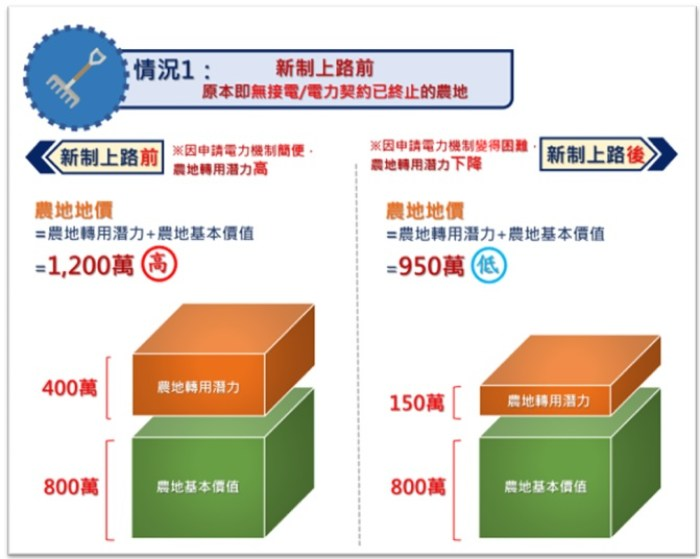 情況1：
新制上路前
原本即無接電/電力契約已終止的農地
新制上路前
※因申請電力機制簡便，
農地轉用潛力高
農地地價
=農地轉用潛力+農地基本價值
=1,200萬 高
400萬
農地轉用潛力
800萬
農地基本價值
※因申請電力機制變得困難，
農地轉用潛力下降
新制上路後
農地地價
=農地轉用潛力+農地基本價值
=950萬 低
150萬
農地轉用潛力
800萬
農地基本價值